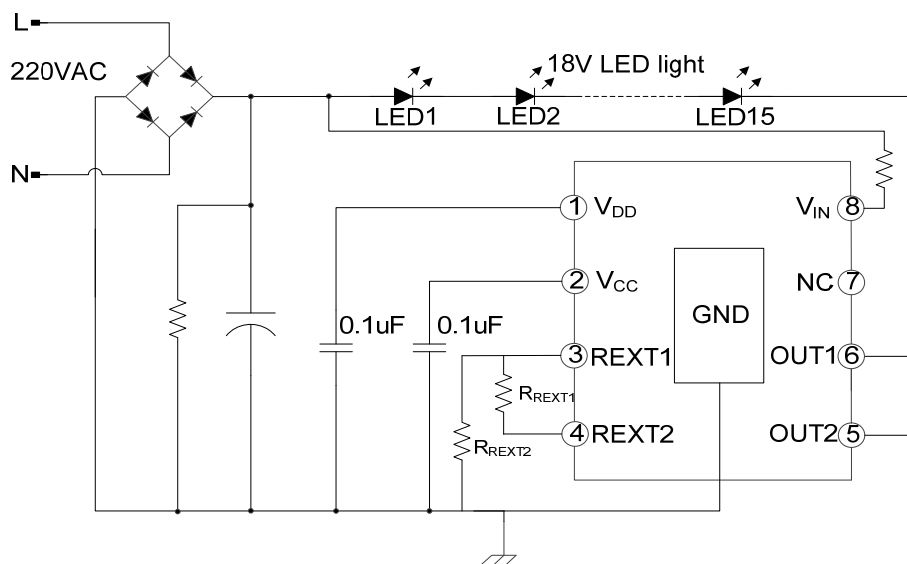 L
220VAC
N
18V LED light
LED1
LED2
LED15
1
VDD
VIN
8
2
VCC
NC
7
GND
0.1uF
0.1uF
3
REXT1
OUT1
6
RREXT1
4
REXT2
OUT2
5
RREXT2